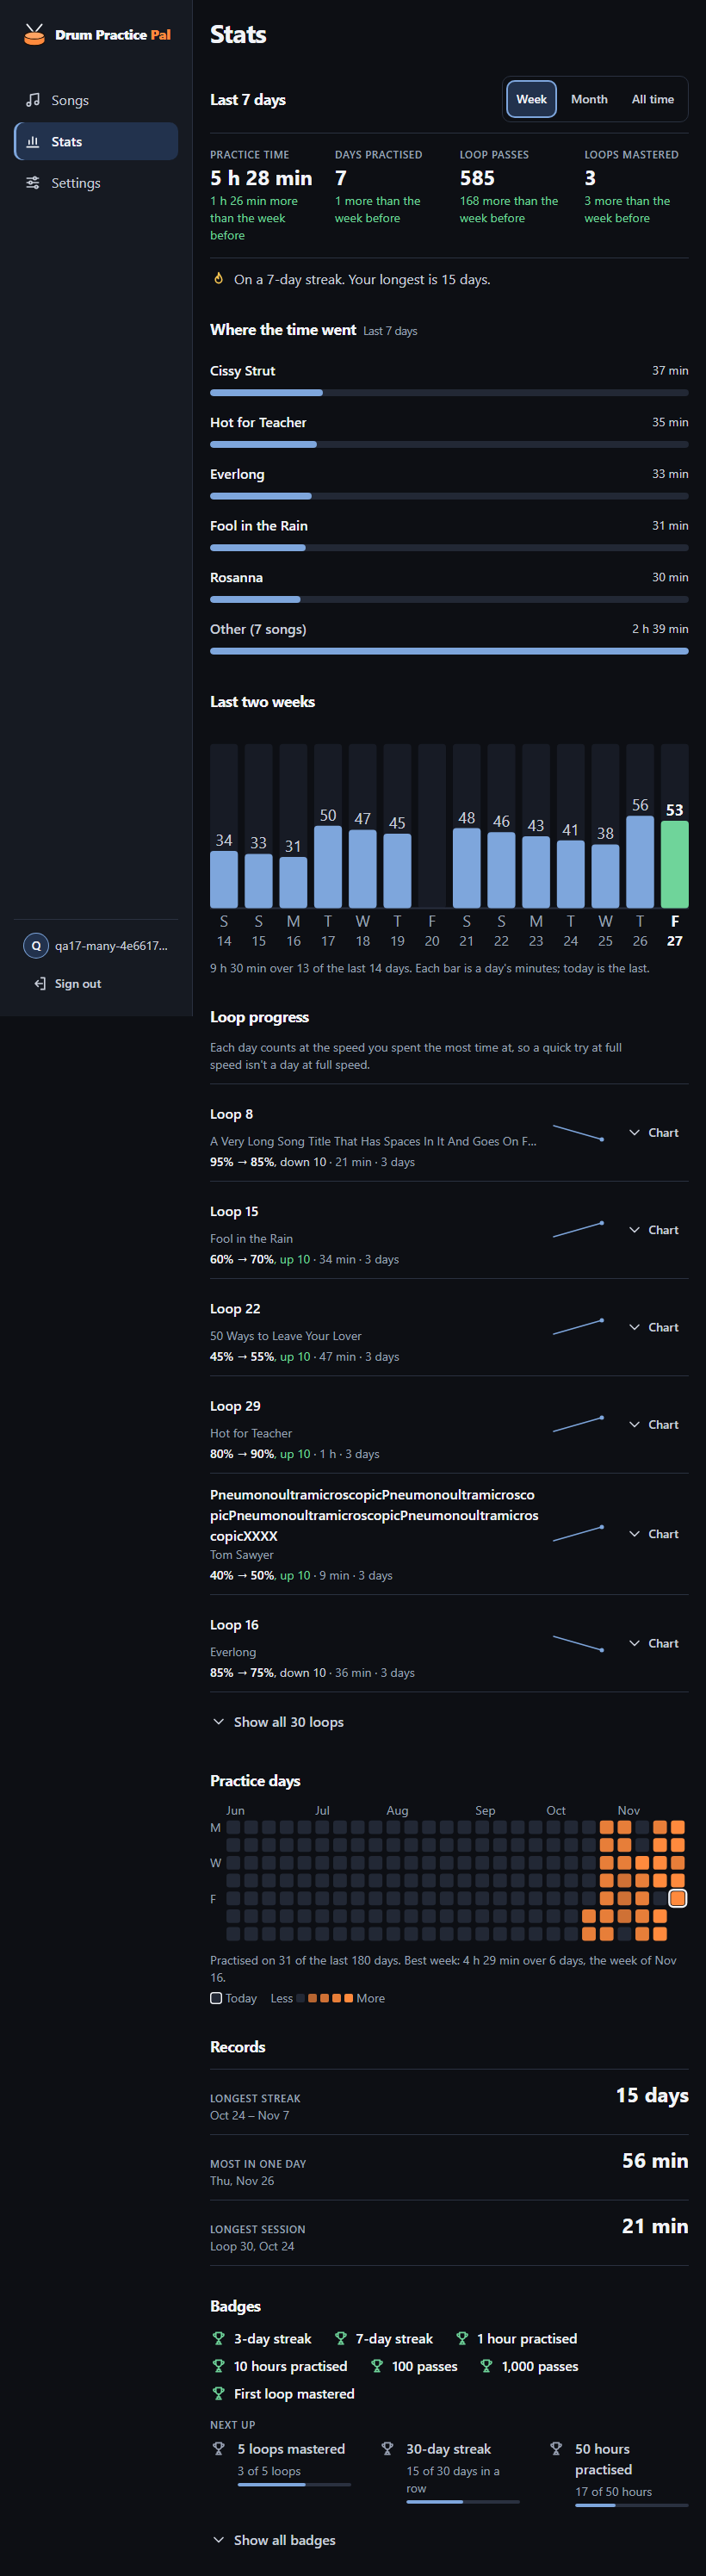 Drum Practice Pal
Songs
Stats
Settings
Q qa17-many-4e6617...
Sign out
Stats
Last 7 days
Week Month All time
PRACTICE TIME
5 h 28 min
1 h 26 min more
than the week
before
DAYS PRACTISED
7
1 more than the
week before
LOOP PASSES
585
168 more than the
week before
LOOPS MASTERED
3
3 more than the
week before
On a 7-day streak. Your longest is 15 days.
Where the time went Last 7 days
Cissy Strut 37 min
Hot for Teacher 35 min
Everlong 33 min
Fool in the Rain 31 min
Rosanna 30 min
Other (7 songs) 2 h 39 min
Last two weeks
34 33 31 50 47 45 48 46 43 41 38 56 53
S S M T W T F S S M T W T F
14 15 16 17 18 19 20 21 22 23 24 25 26 27
9 h 30 min over 13 of the last 14 days. Each bar is a day's minutes; today is the last.
Loop progress
Each day counts at the speed you spent the most time at, so a quick try at full
speed isn't a day at full speed.
Loop 8
A Very Long Song Title That Has Spaces In It And Goes On F...
95% → 85%, down 10 · 21 min · 3 days
Chart
Loop 15
Fool in the Rain
60% → 70%, up 10 · 34 min · 3 days
Chart
Loop 22
50 Ways to Leave Your Lover
45% → 55%, up 10 · 47 min · 3 days
Chart
Loop 29
Hot for Teacher
80% → 90%, up 10 · 1 h · 3 days
Chart
PneumonoultramicroscopicPneumonoultramicrosco
picPneumonoultramicroscopicPneumonoultramicros
copicXXXX
Tom Sawyer
40% → 50%, up 10 · 9 min · 3 days
Chart
Loop 16
Everlong
85% → 75%, down 10 · 36 min · 3 days
Chart
Show all 30 loops
Practice days
Jun Jul Aug Sep Oct Nov
M
W
F
Practised on 31 of the last 180 days. Best week: 4 h 29 min over 6 days, the week of Nov
16.
Today Less More
Records
LONGEST STREAK
Oct 24 – Nov 7
15 days
MOST IN ONE DAY
Thu, Nov 26
56 min
LONGEST SESSION
Loop 30, Oct 24
21 min
Badges
3-day streak 7-day streak 1 hour practised
10 hours practised 100 passes 1,000 passes
First loop mastered
NEXT UP
5 loops mastered
3 of 5 loops
30-day streak
15 of 30 days in a
row
50 hours
practised
17 of 50 hours
Show all badges